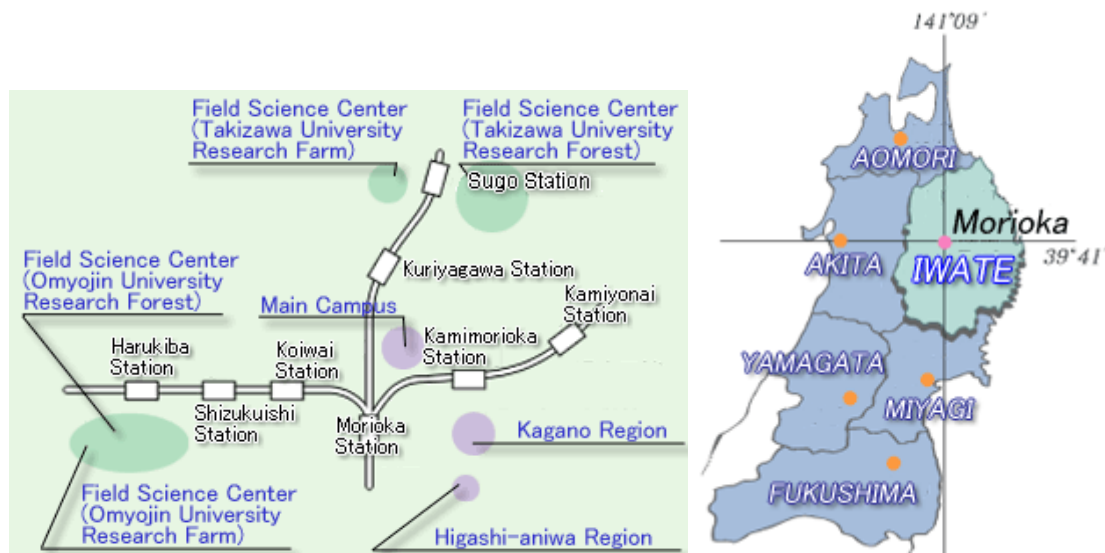 Field Science Center
(Takizawa University
Research Farm)
Field Science Center
(Takizawa University
Research Forest)
Sugo Station
Field Science Center
(Omyojin University
Research Forest)
Kuriyagawa Station
Main Campus
Kamiyonai
Station
Kamimorioka
Station
Harukiba
Station
Koiwai
Station
Shizukuishi
Station
Morioka
Station
Kagano Region
Field Science Center
(Omyojin University
Research Farm)
Higashi-aniwa Region
141°09′
AOMORI
Morioka
39°41′
AKITA
IWATE
YAMAGATA
MIYAGI
FUKUSHIMA